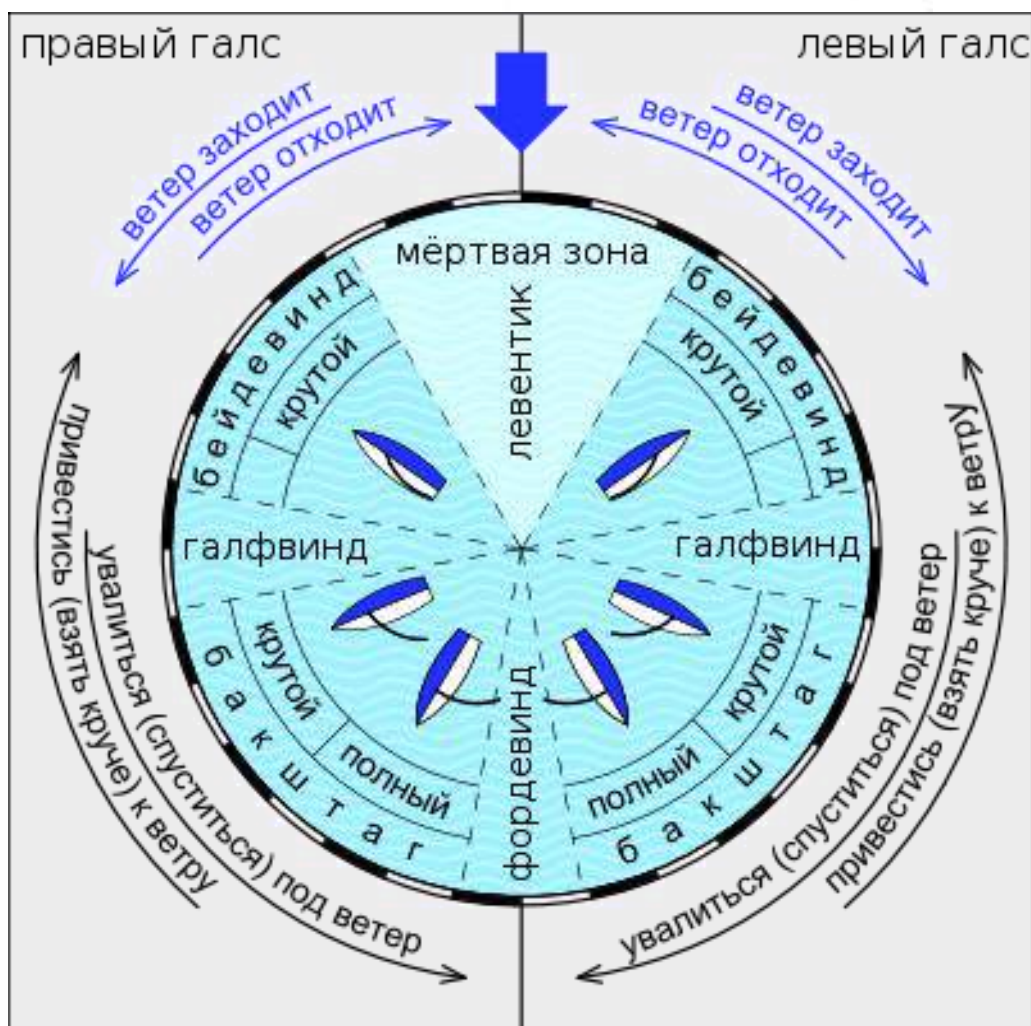 правый галс
левый галс
ветер заходит
ветер отходит
ветер заходит
ветер отходит
мёртвая зона
левентик
бейдевинд
крутой
бейдевинд
крутой
галфвинд
галфвинд
привестись (взять круче) к ветру
увалиться (спуститься) под ветер
крутой
полный
бакштаг
фордевинд
крутой
полный
бакштаг
увалиться (спуститься) под ветер
привестись (взять круче) к ветру